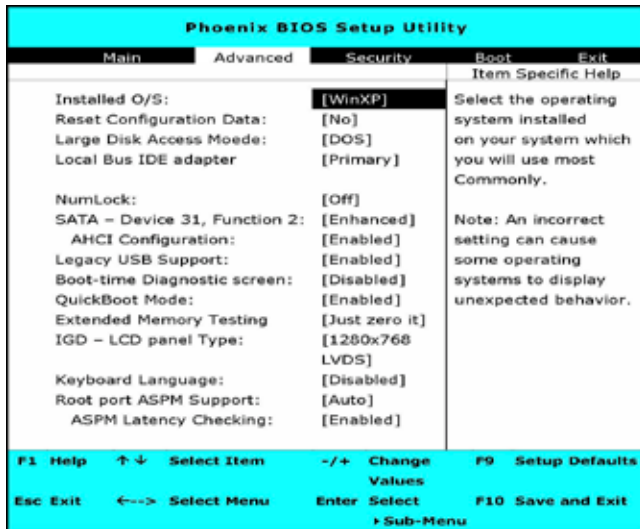 Phoenix BIOS Setup Utility
Main Advanced Security Boot Exit
Item Specific Help
Installed O/S: [WinXP]
Reset Configuration Data: [No]
Large Disk Access Moede: [DOS]
Local Bus IDE adapter [Primary]
NumLock: [Off]
SATA – Device 31, Function 2: [Enhanced]
AHCI Configuration: [Enabled]
Legacy USB Support: [Enabled]
Boot-time Diagnostic screen: [Disabled]
QuickBoot Mode: [Enabled]
Extended Memory Testing [Just zero it]
IGD – LCD panel Type: [1280x768
LVDS]
Keyboard Language: [Disabled]
Root port ASPM Support: [Auto]
ASPM Latency Checking: [Enabled]
Select the operating
system installed
on your system which
you will use most
Commonly.
Note: An incorrect
setting can cause
some operating
systems to display
unexpected behavior.
F1 Help ↑↓ Select Item -/+ Change Values F9 Setup Defaults
Esc Exit <--> Select Menu Enter Select ▸Sub-Menu F10 Save and Exit